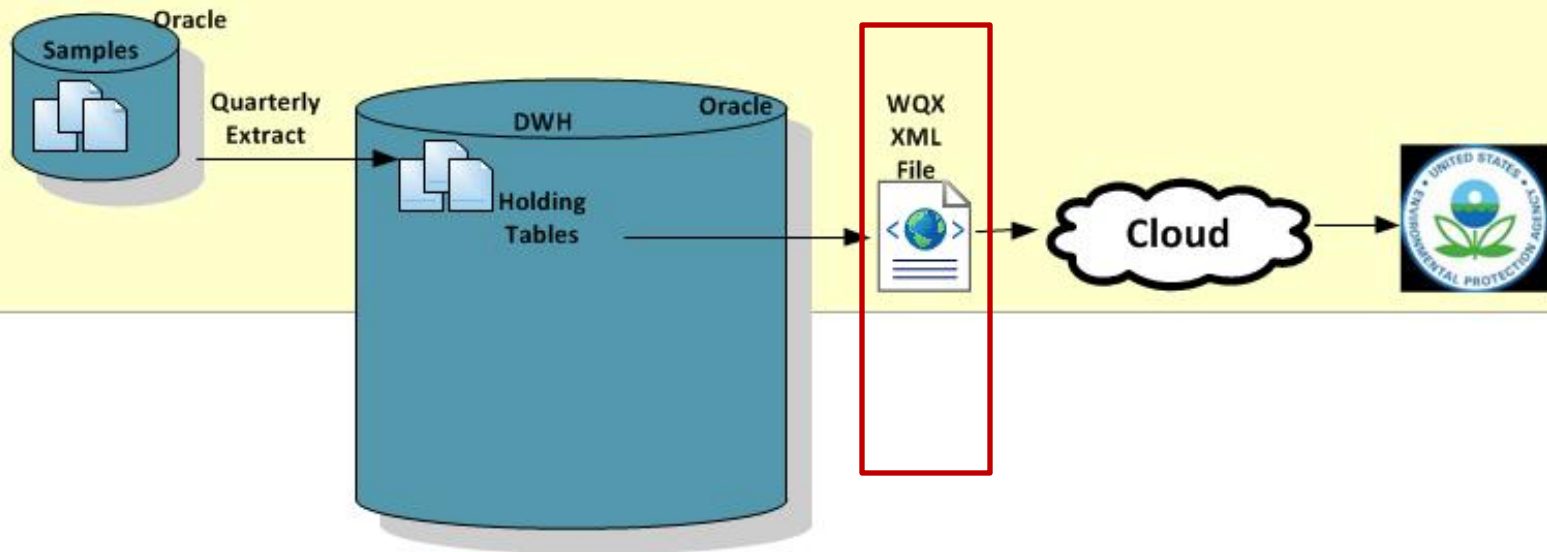 Oracle
Samples
Quarterly
Extract
DWH
Oracle
Holding
Tables
WQX
XML
File
< >
Cloud
UNITED STATES
ENVIRONMENTAL PROTECTION AGENCY